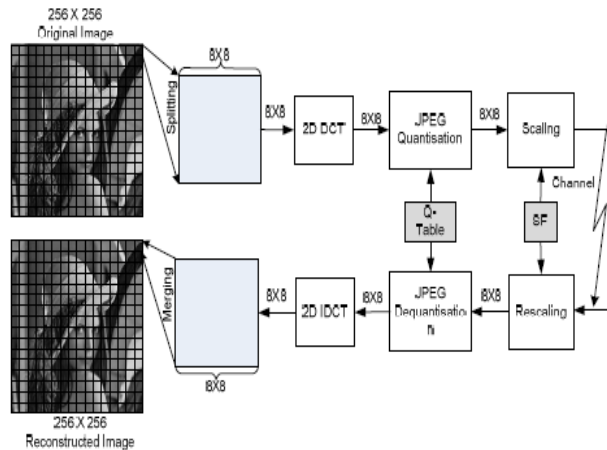 256 X 256
Original Image
8X8
Splitting
8X8
2D DCT
8X8
JPEG
Quantisation
8X8
Scaling
Channel
Q-
Table
SF
Merging
8X8
2D IDCT
8X8
JPEG
Dequantisatio
n
8X8
Rescaling
8X8
256 X 256
Reconstructed Image